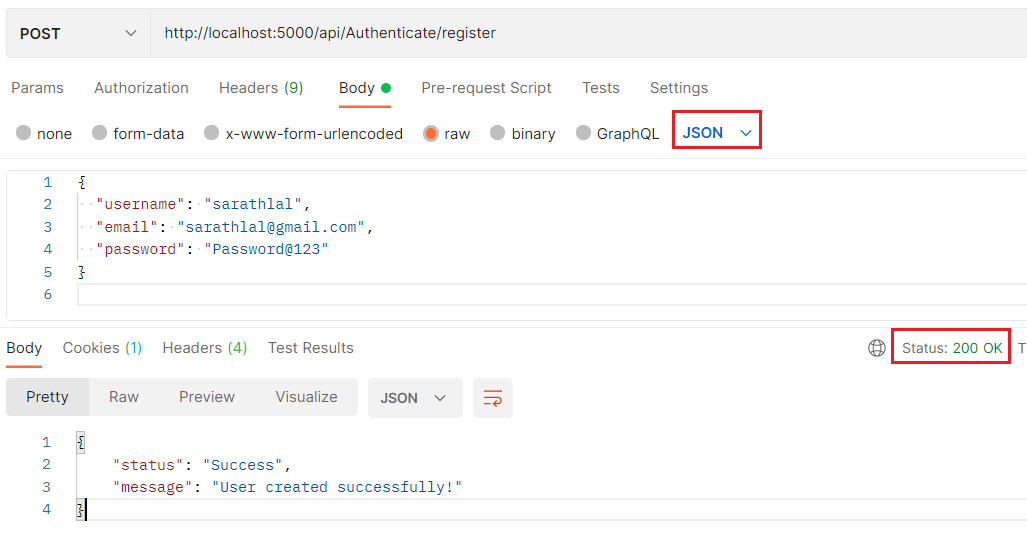 POST http://localhost:5000/api/Authenticate/register
Params Authorization Headers (9) Body Pre-request Script Tests Settings
none form-data x-www-form-urlencoded raw binary GraphQL JSON
1 {
2 "username": "sarathlal",
3 "email": "sarathlal@gmail.com",
4 "password": "Password@123"
5 }
6
Body Cookies (1) Headers (4) Test Results Status: 200 OK T
Pretty Raw Preview Visualize JSON
1 {
2 "status": "Success",
3 "message": "User created successfully!"
4 }